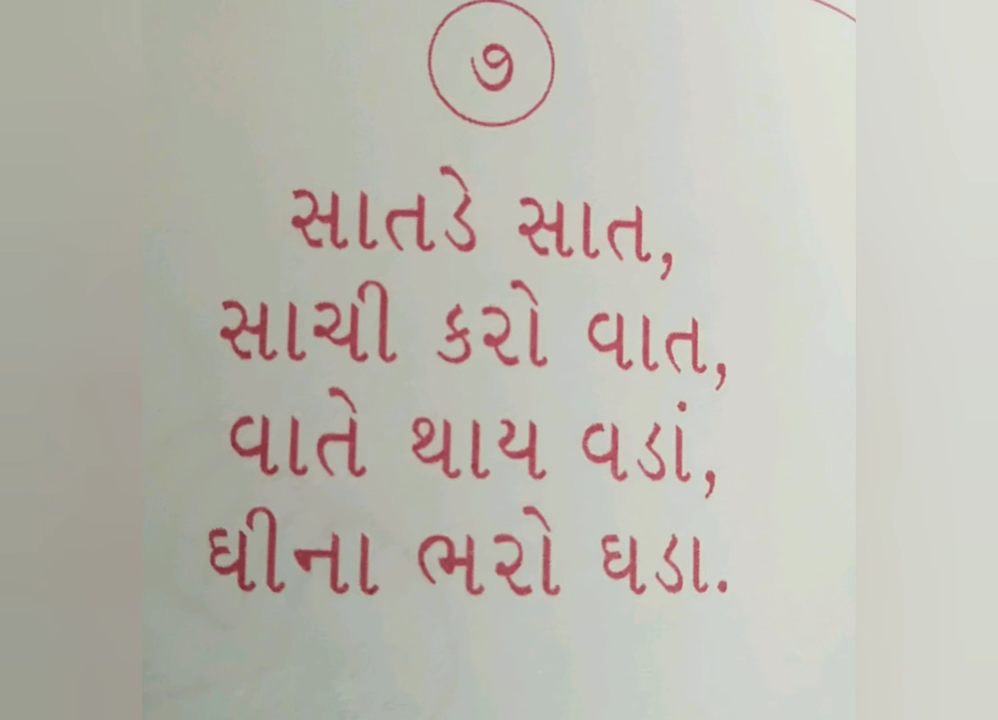 ૭
સાતડે સાત,
સાચી કરો વાત,
વાતે થાય વડાં,
ઘીના ભરો ઘડા.